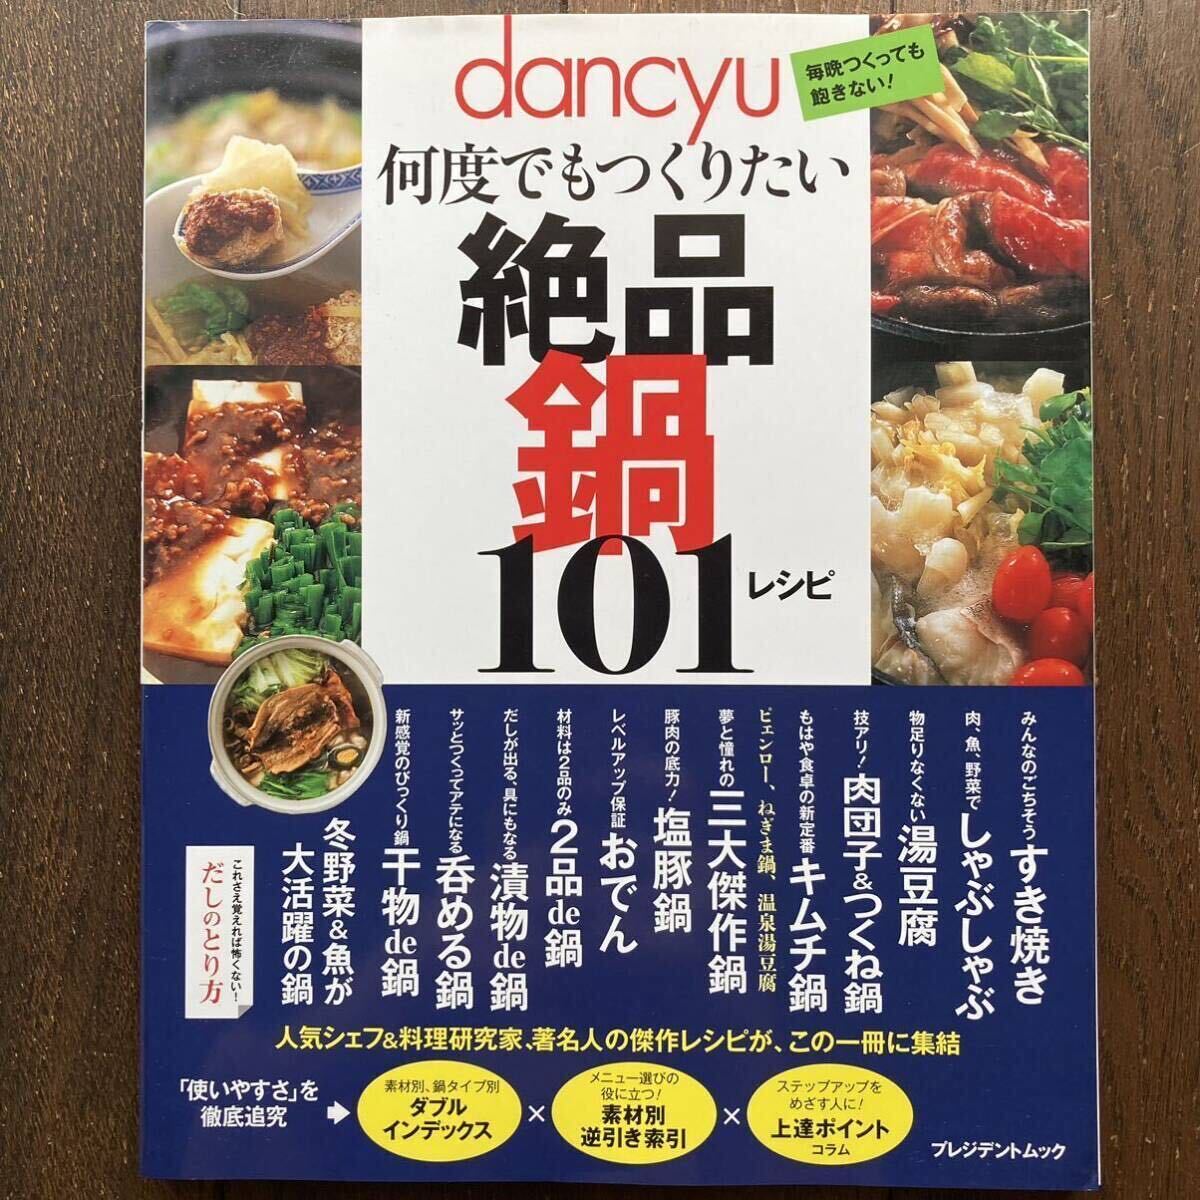 dancyu
毎晩つくっても
飽きない!
何度でもつくりたい
絶品
鍋
101
レシピ
みんなのごちそう すき焼き
肉、魚、野菜で しゃぶしゃぶ
物足りなくない 湯豆腐
技アリ! 肉団子&つくね鍋
もはや食卓の新定番 キムチ鍋
ピェンロー、ねぎま鍋、温泉湯豆腐
夢と憧れの 三大傑作鍋
豚肉の底力! 塩豚鍋
レベルアップ保証 おでん
材料は2品のみ 2品de鍋
だしが出る、具にもなる 漬物de鍋
サッとつくってアテになる 呑める鍋
新感覚のびっくり鍋 干物de鍋
冬野菜&魚が
大活躍の鍋
これさえ覚えれば怖くない!
だしのとり方
人気シェフ&料理研究家、著名人の傑作レシピが、この一冊に集結
「使いやすさ」を
徹底追究
素材別、鍋タイプ別
ダブル
インデックス
×
メニュー選びの
役に立つ!
素材別
逆引き索引
×
ステップアップを
めざす人に!
上達ポイント
コラム
プレジデントムック